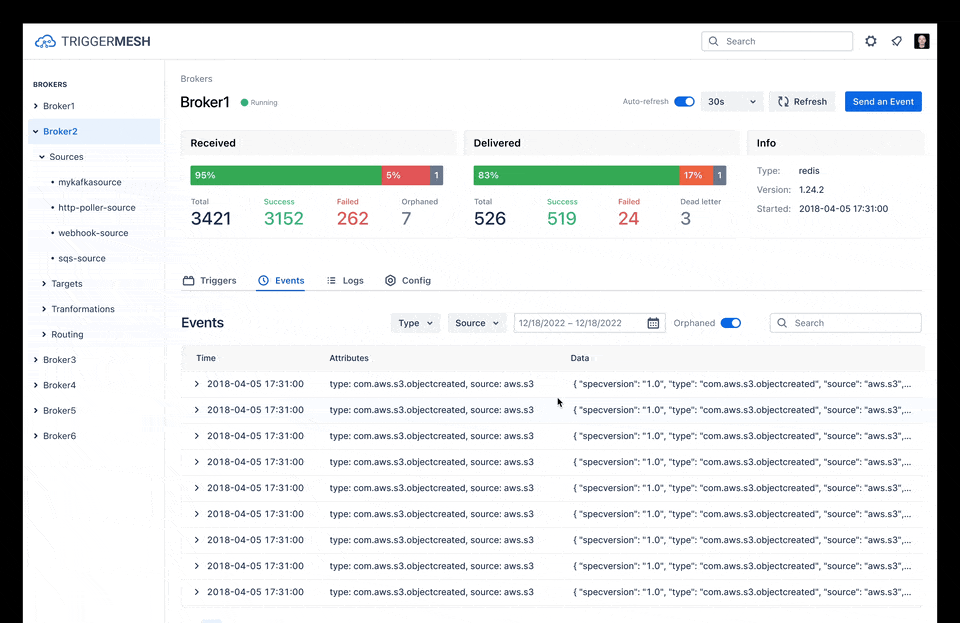 TRIGGERMESH
Search
BROKERS
Broker1
Broker2
Sources
mykafkasource
http-poller-source
webhook-source
sqs-source
Targets
Tranformations
Routing
Broker3
Broker4
Broker5
Broker6
Brokers
Broker1 Running
Auto-refresh 30s Refresh Send an Event
Received
95% 5% 1
Total Success Failed Orphaned
3421 3152 262 7
Delivered
83% 17% 1
Total Success Failed Dead letter
526 519 24 3
Info
Type: redis
Version: 1.24.2
Started: 2018-04-05 17:31:00
Triggers Events Logs Config
Events Type Source 12/18/2022 – 12/18/2022 Orphaned Search
Time Attributes Data
2018-04-05 17:31:00 type: com.aws.s3.objectcreated, source: aws.s3 { "specversion": "1.0", "type": "com.aws.s3.objectcreated", "source": "aws.s3",...
2018-04-05 17:31:00 type: com.aws.s3.objectcreated, source: aws.s3 { "specversion": "1.0", "type": "com.aws.s3.objectcreated", "source": "aws.s3",...
2018-04-05 17:31:00 type: com.aws.s3.objectcreated, source: aws.s3 { "specversion": "1.0", "type": "com.aws.s3.objectcreated", "source": "aws.s3",...
2018-04-05 17:31:00 type: com.aws.s3.objectcreated, source: aws.s3 { "specversion": "1.0", "type": "com.aws.s3.objectcreated", "source": "aws.s3",...
2018-04-05 17:31:00 type: com.aws.s3.objectcreated, source: aws.s3 { "specversion": "1.0", "type": "com.aws.s3.objectcreated", "source": "aws.s3",...
2018-04-05 17:31:00 type: com.aws.s3.objectcreated, source: aws.s3 { "specversion": "1.0", "type": "com.aws.s3.objectcreated", "source": "aws.s3",...
2018-04-05 17:31:00 type: com.aws.s3.objectcreated, source: aws.s3 { "specversion": "1.0", "type": "com.aws.s3.objectcreated", "source": "aws.s3",...
2018-04-05 17:31:00 type: com.aws.s3.objectcreated, source: aws.s3 { "specversion": "1.0", "type": "com.aws.s3.objectcreated", "source": "aws.s3",...
2018-04-05 17:31:00 type: com.aws.s3.objectcreated, source: aws.s3 { "specversion": "1.0", "type": "com.aws.s3.objectcreated", "source": "aws.s3",...